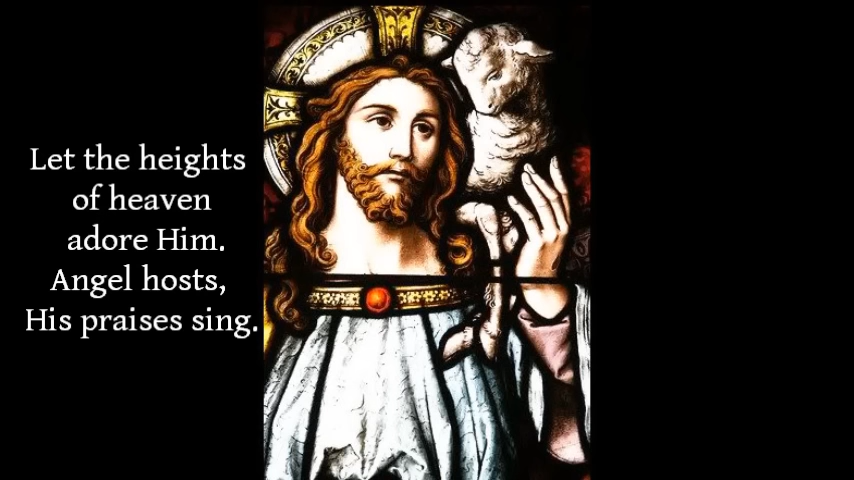 Let the heights
of heaven
adore Him.
Angel hosts,
His praises sing.